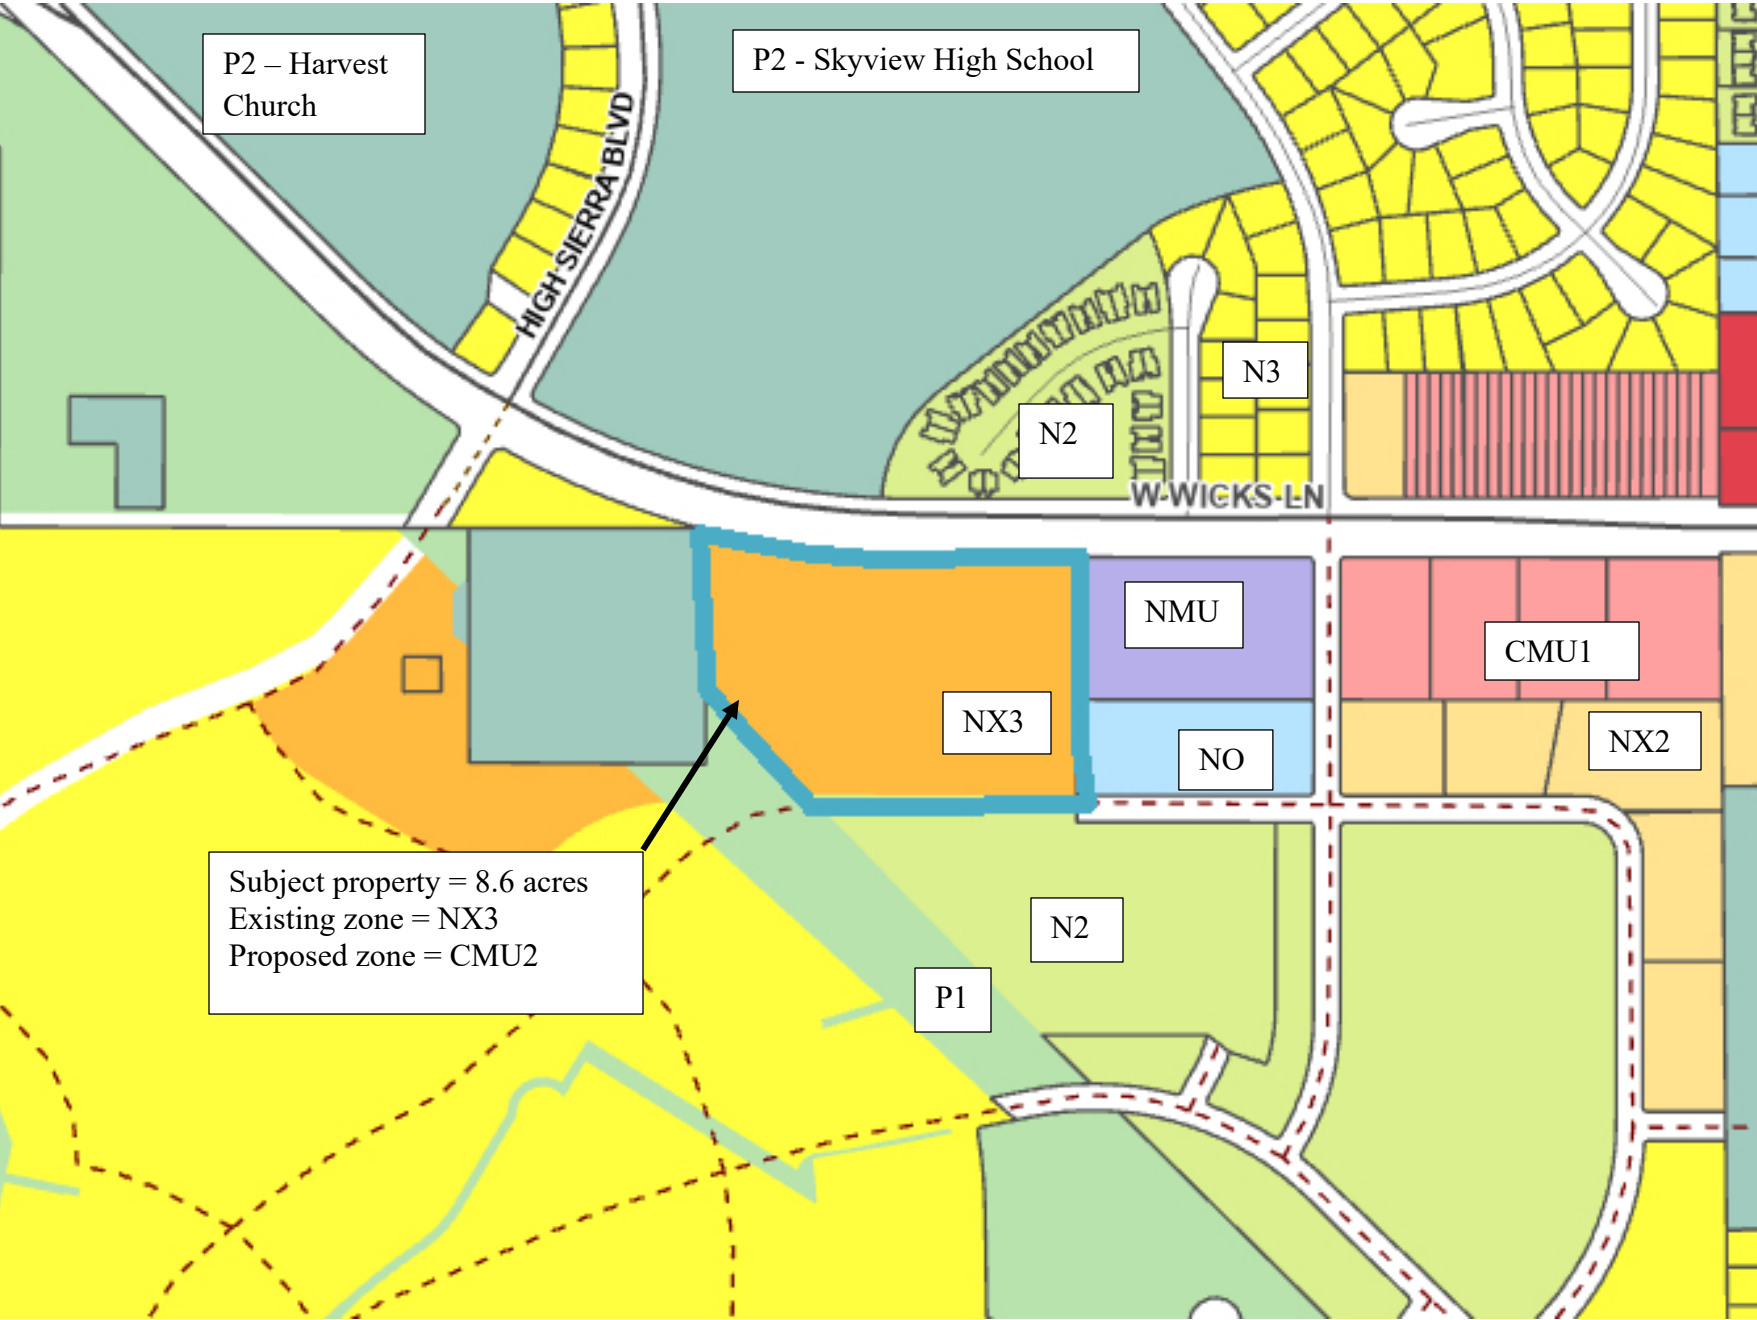 P2 – Harvest
Church
P2 - Skyview High School
HIGH SIERRA BLVD
N3
N2
W WICKS LN
NMU
CMU1
NX3
NX2
NO
Subject property = 8.6 acres
Existing zone = NX3
Proposed zone = CMU2
N2
P1